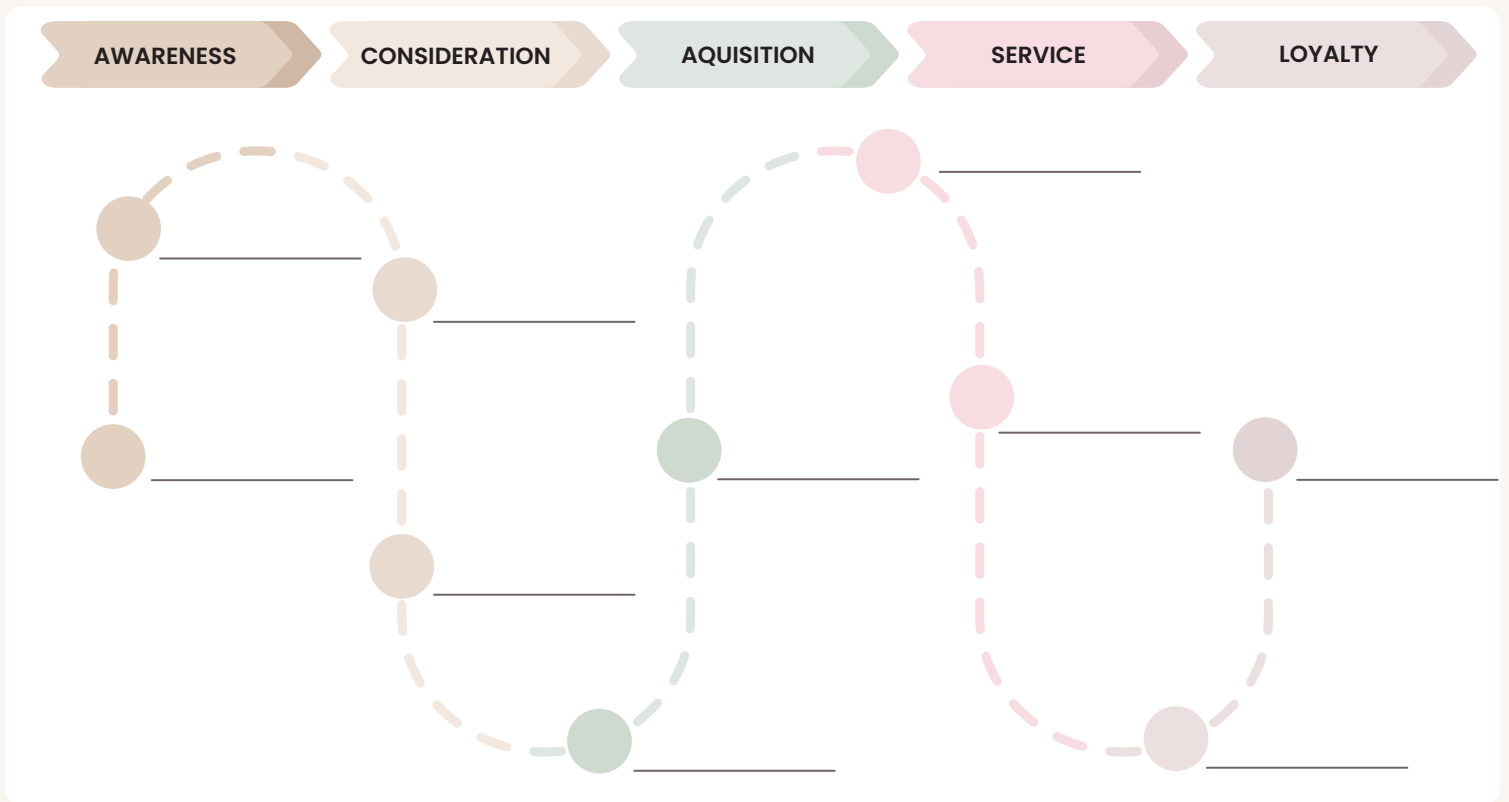 AWARENESS
CONSIDERATION
AQUISITION
SERVICE
LOYALTY